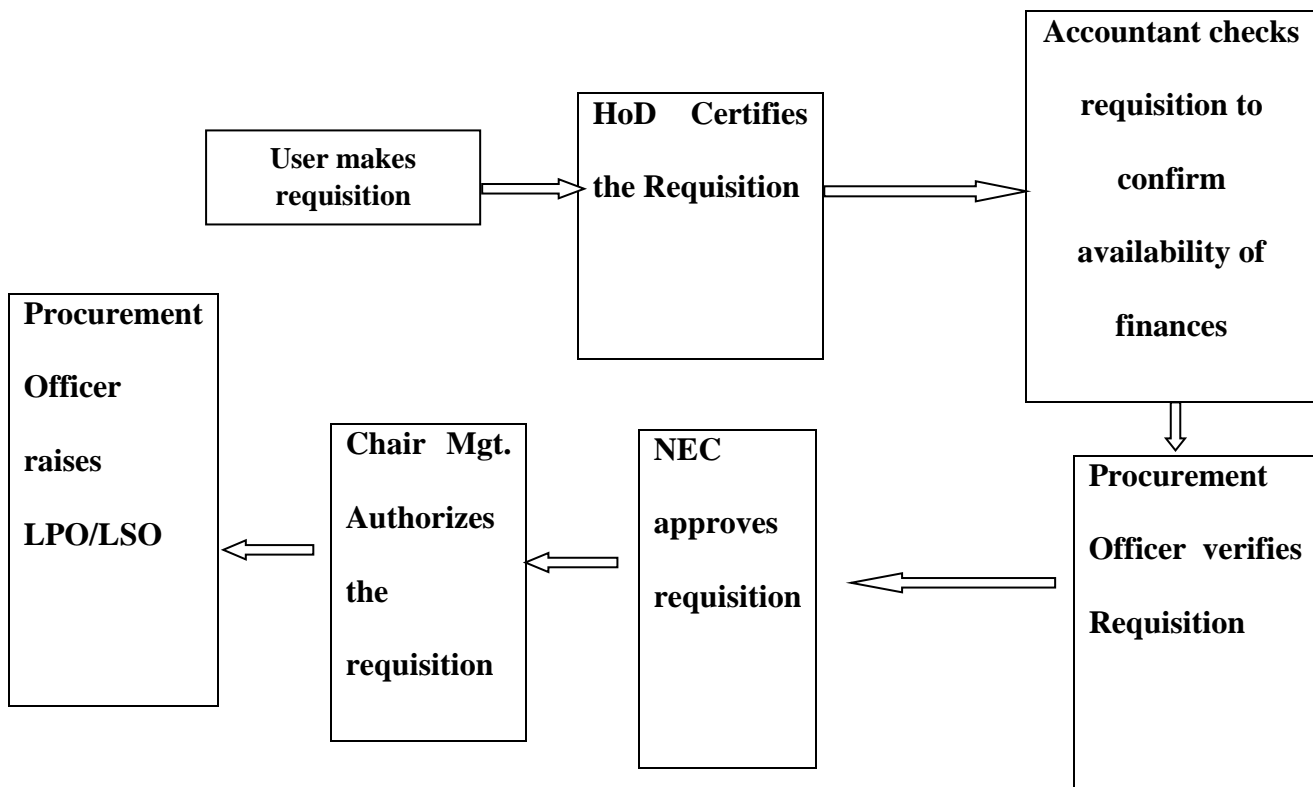 User makes
requisition
HoD Certifies
the Requisition
Accountant checks
requisition to
confirm
availability of
finances
Procurement
Officer verifies
Requisition
NEC
approves
requisition
Chair Mgt.
Authorizes
the
requisition
Procurement
Officer
raises
LPO/LSO